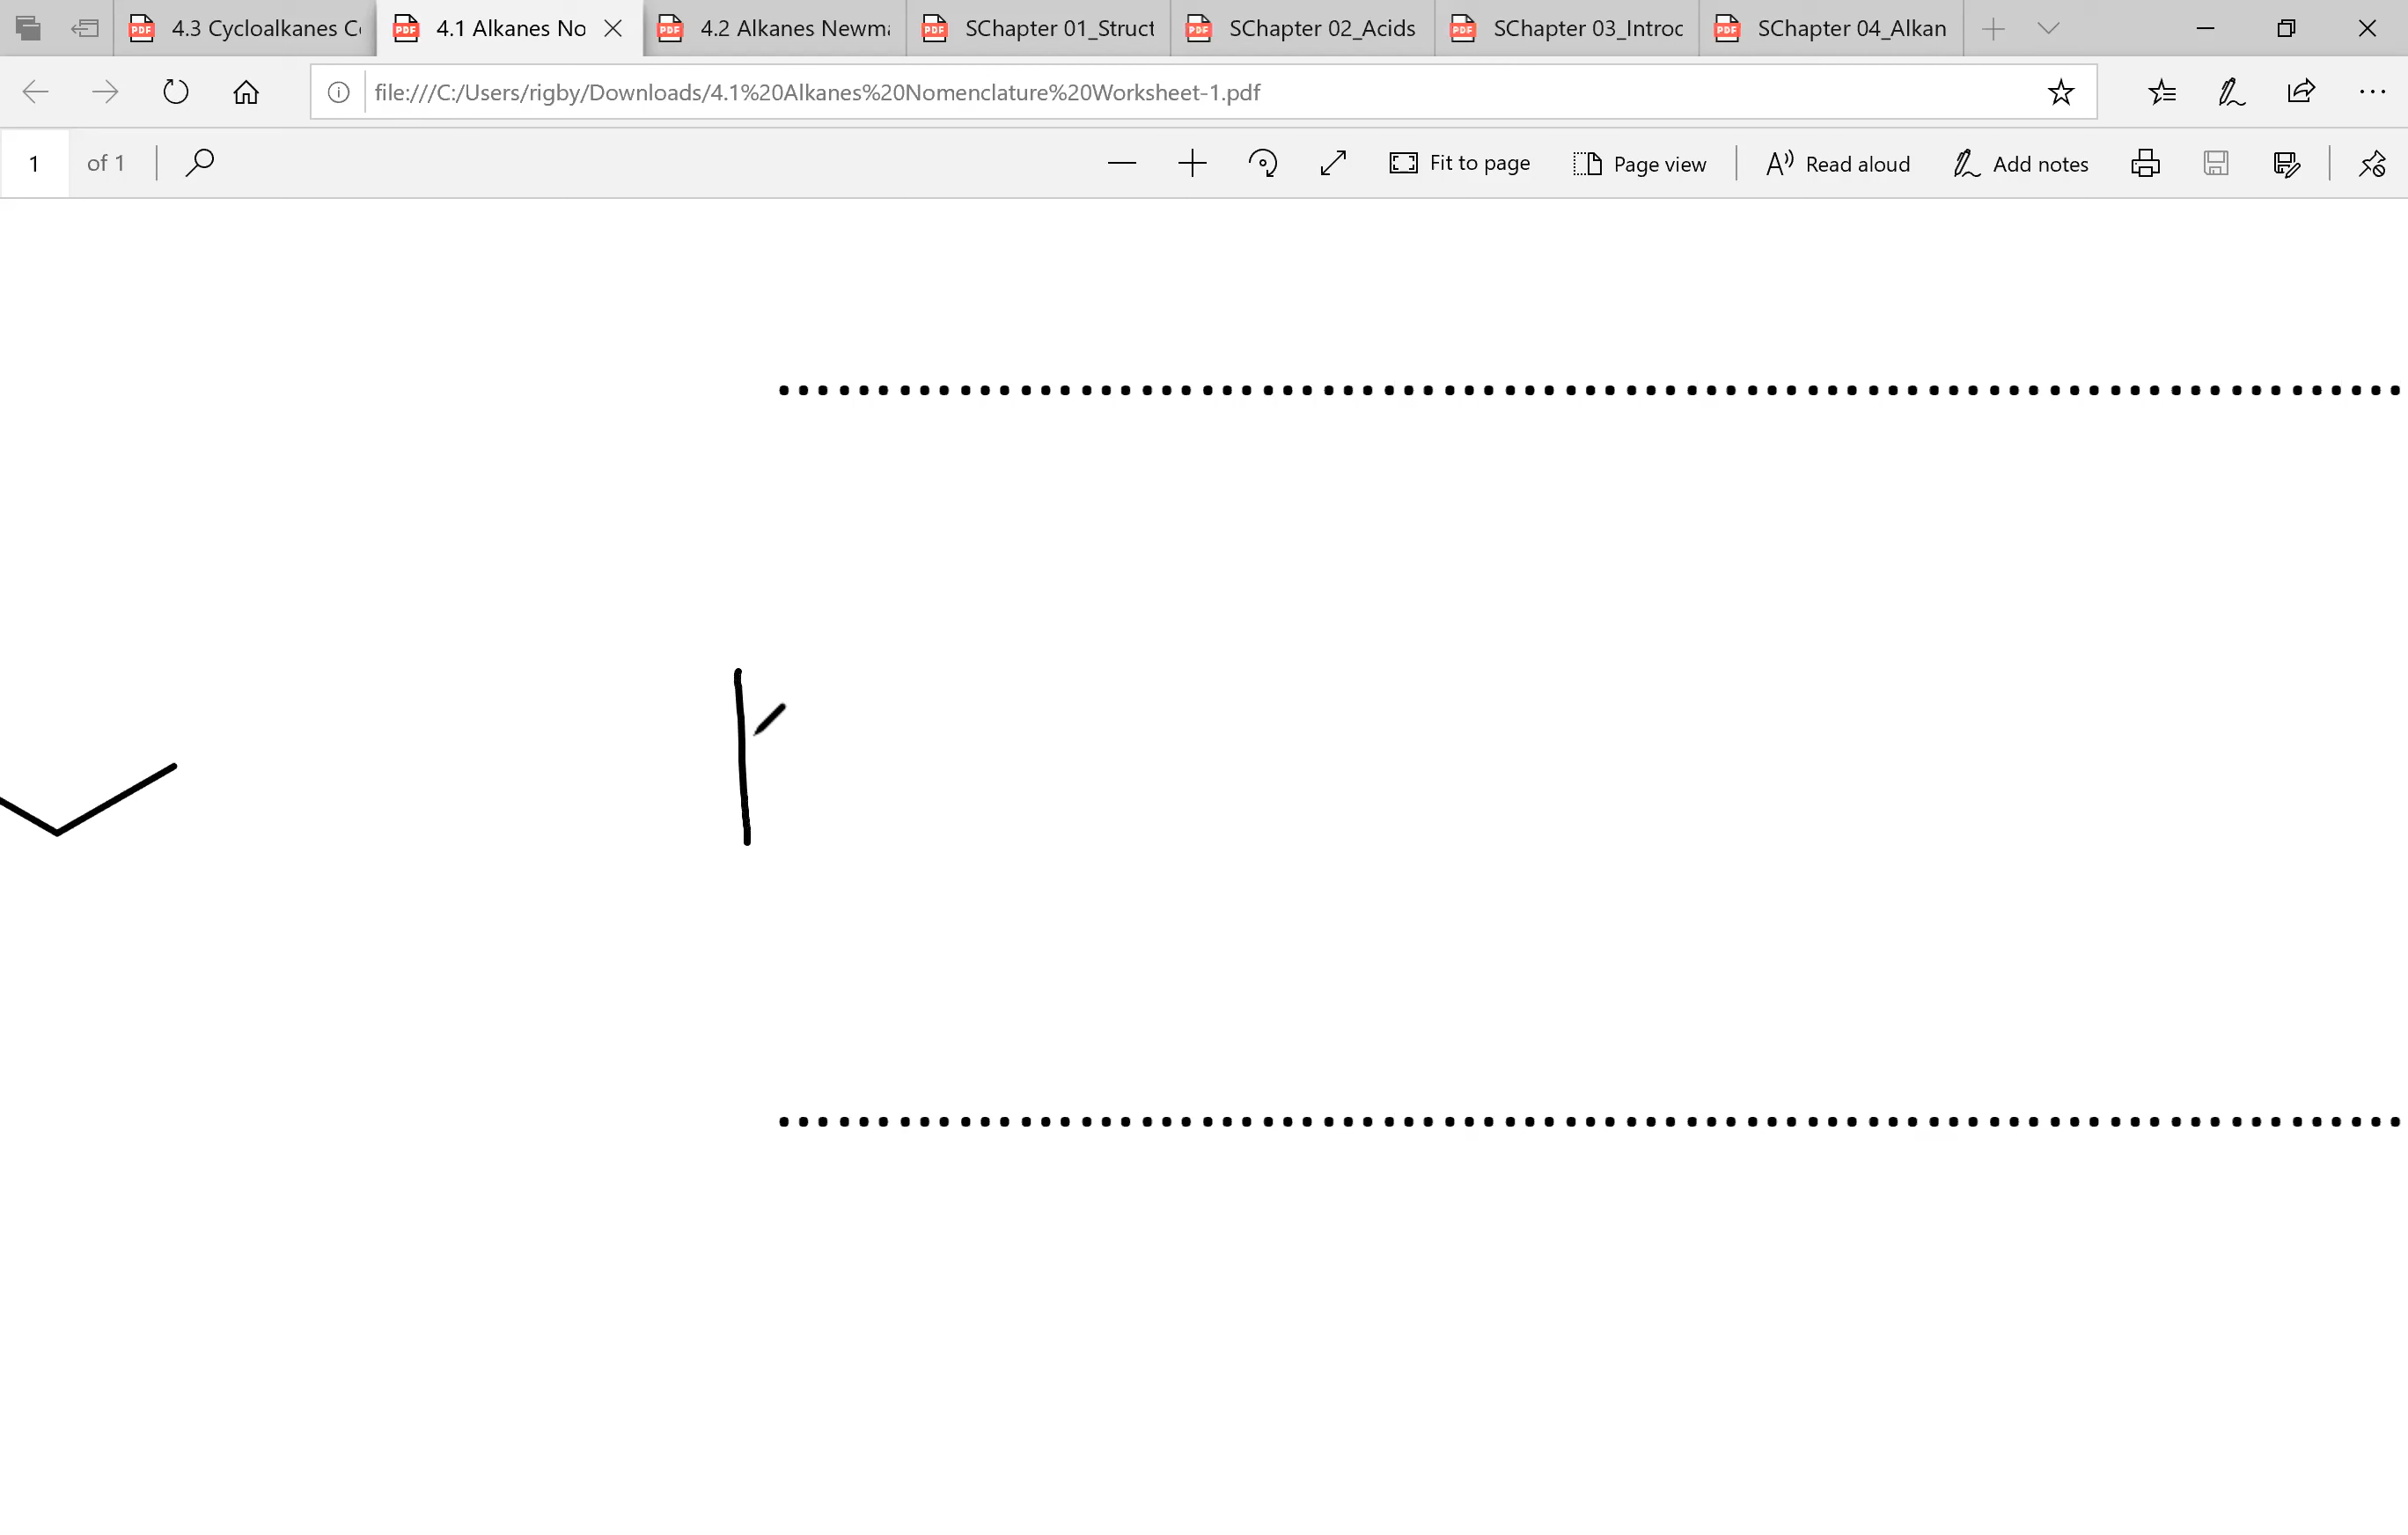 4.3 Cycloalkanes C
4.1 Alkanes No
4.2 Alkanes Newm
SChapter 01_Struct
SChapter 02_Acids
SChapter 03_Introc
SChapter 04_Alkan
file:///C:/Users/rigby/Downloads/4.1%20Alkanes%20Nomenclature%20Worksheet-1.pdf
1 of 1 Fit to page Page view Read aloud Add notes